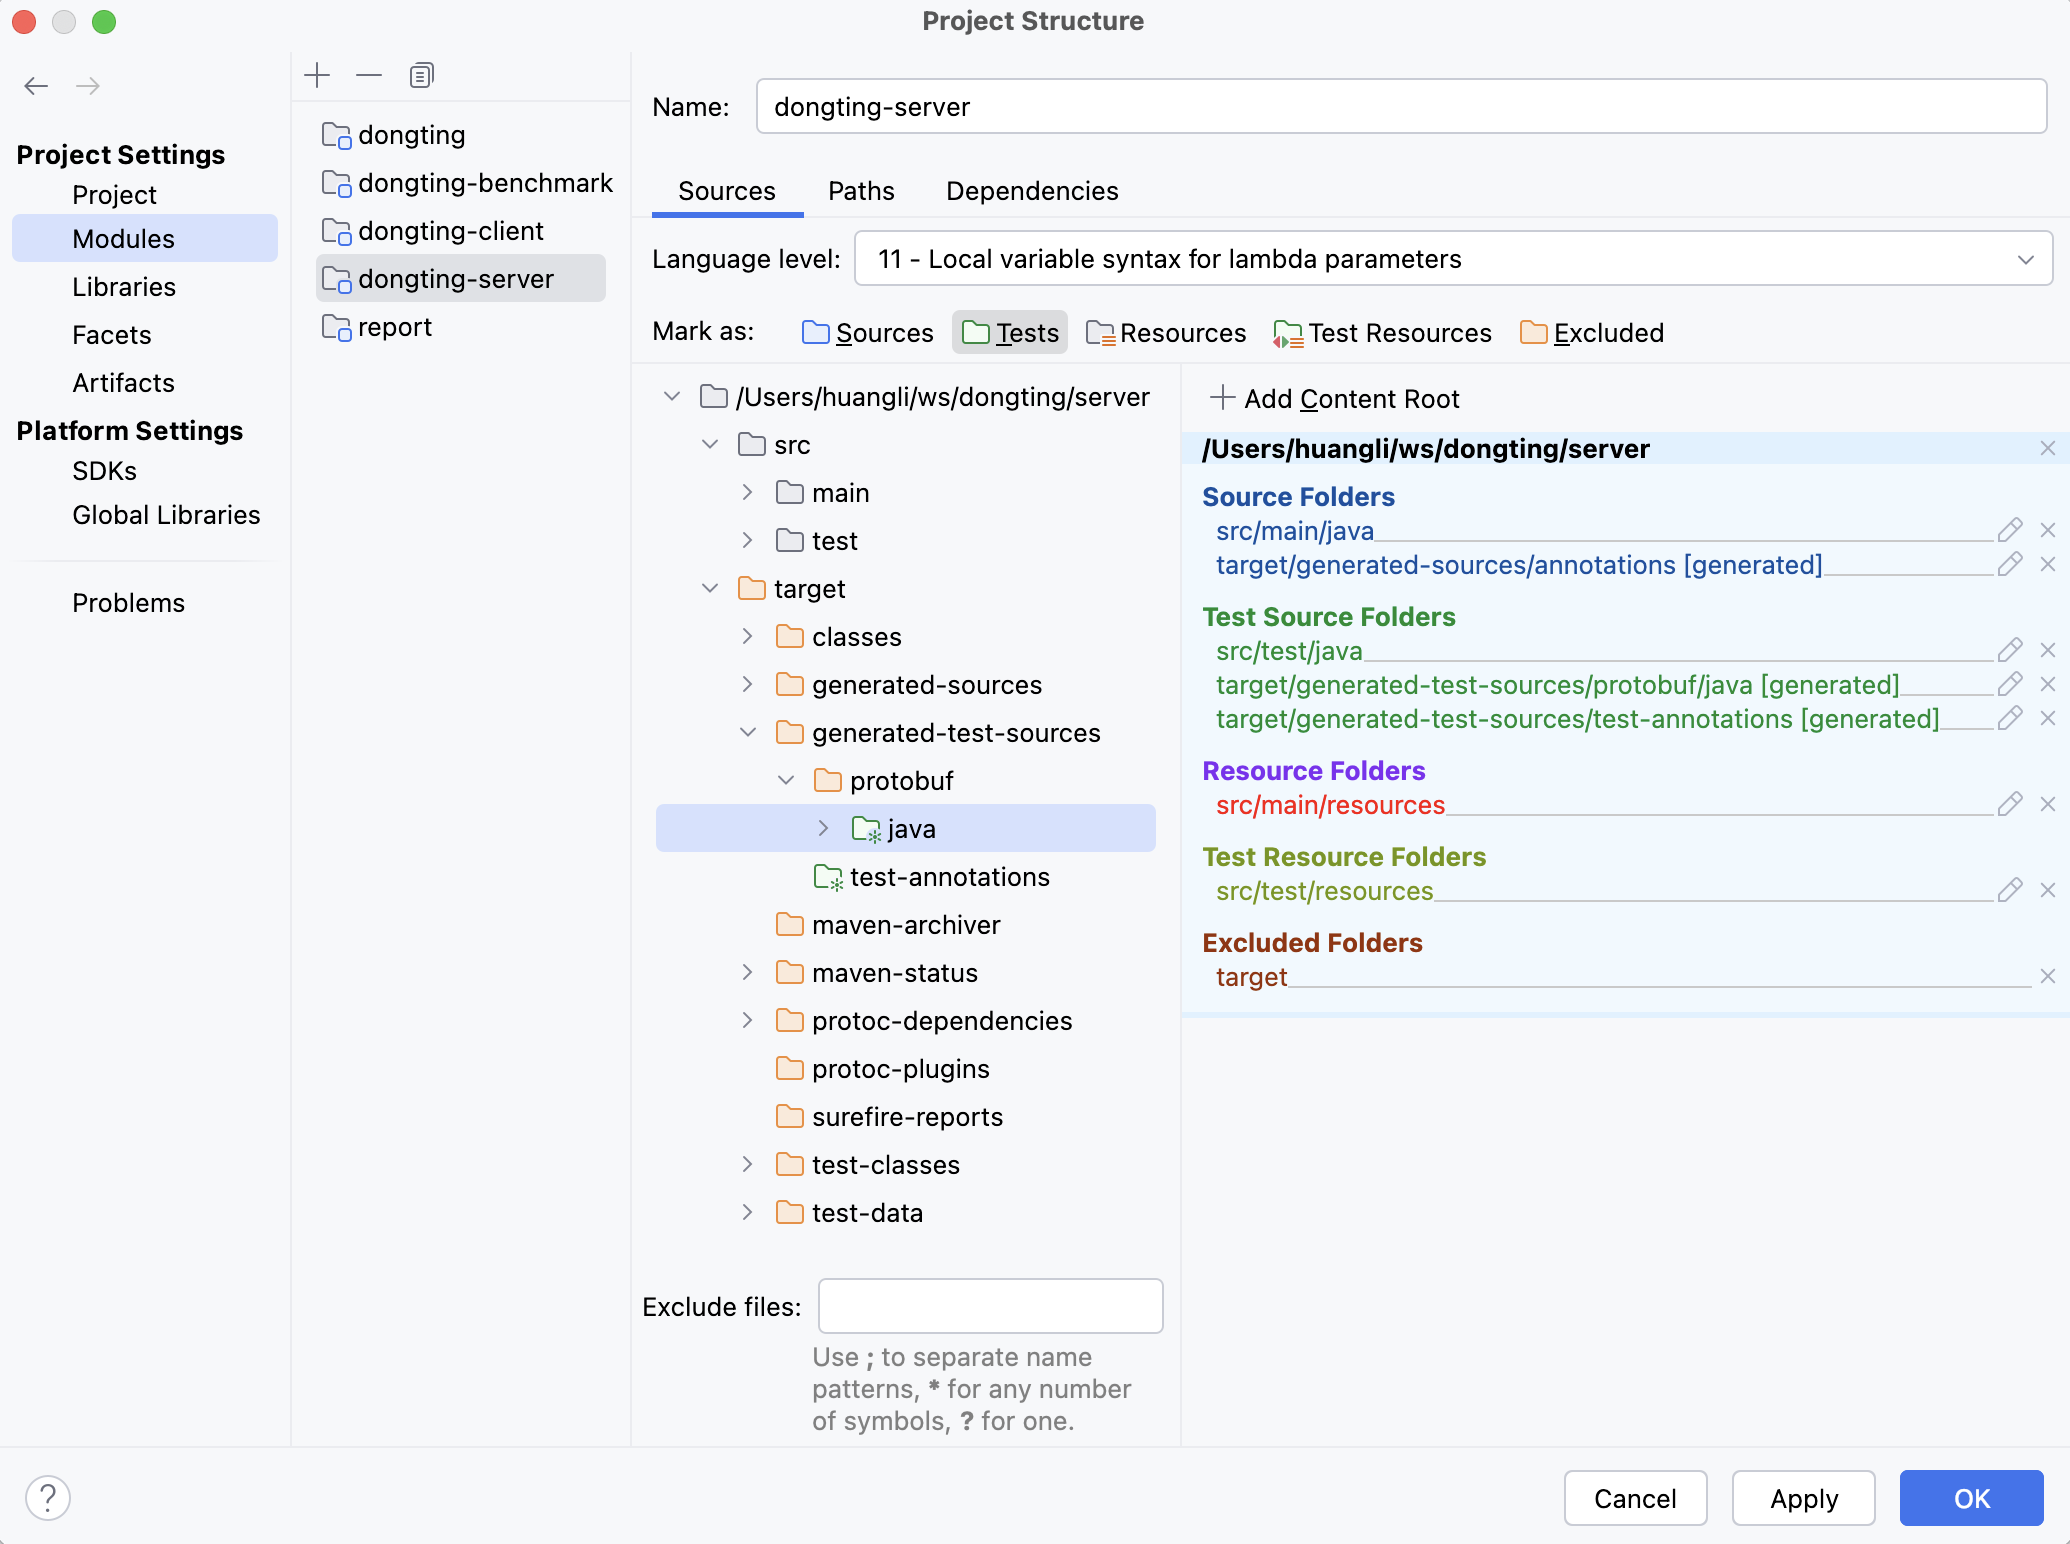 Project Structure
Project Settings
Project
Modules
Libraries
Facets
Artifacts
Platform Settings
SDKs
Global Libraries
Problems
dongting
dongting-benchmark
dongting-client
dongting-server
report
Name: dongting-server
Sources Paths Dependencies
Language level: 11 - Local variable syntax for lambda parameters
Mark as: Sources Tests Resources Test Resources Excluded
/Users/huangli/ws/dongting/server
src
main
test
target
classes
generated-sources
generated-test-sources
protobuf
java
test-annotations
maven-archiver
maven-status
protoc-dependencies
protoc-plugins
surefire-reports
test-classes
test-data
Exclude files:
Use ; to separate name
patterns, * for any number
of symbols, ? for one.
Add Content Root
/Users/huangli/ws/dongting/server
Source Folders
src/main/java
target/generated-sources/annotations [generated]
Test Source Folders
src/test/java
target/generated-test-sources/protobuf/java [generated]
target/generated-test-sources/test-annotations [generated]
Resource Folders
src/main/resources
Test Resource Folders
src/test/resources
Excluded Folders
target
?
Cancel Apply OK